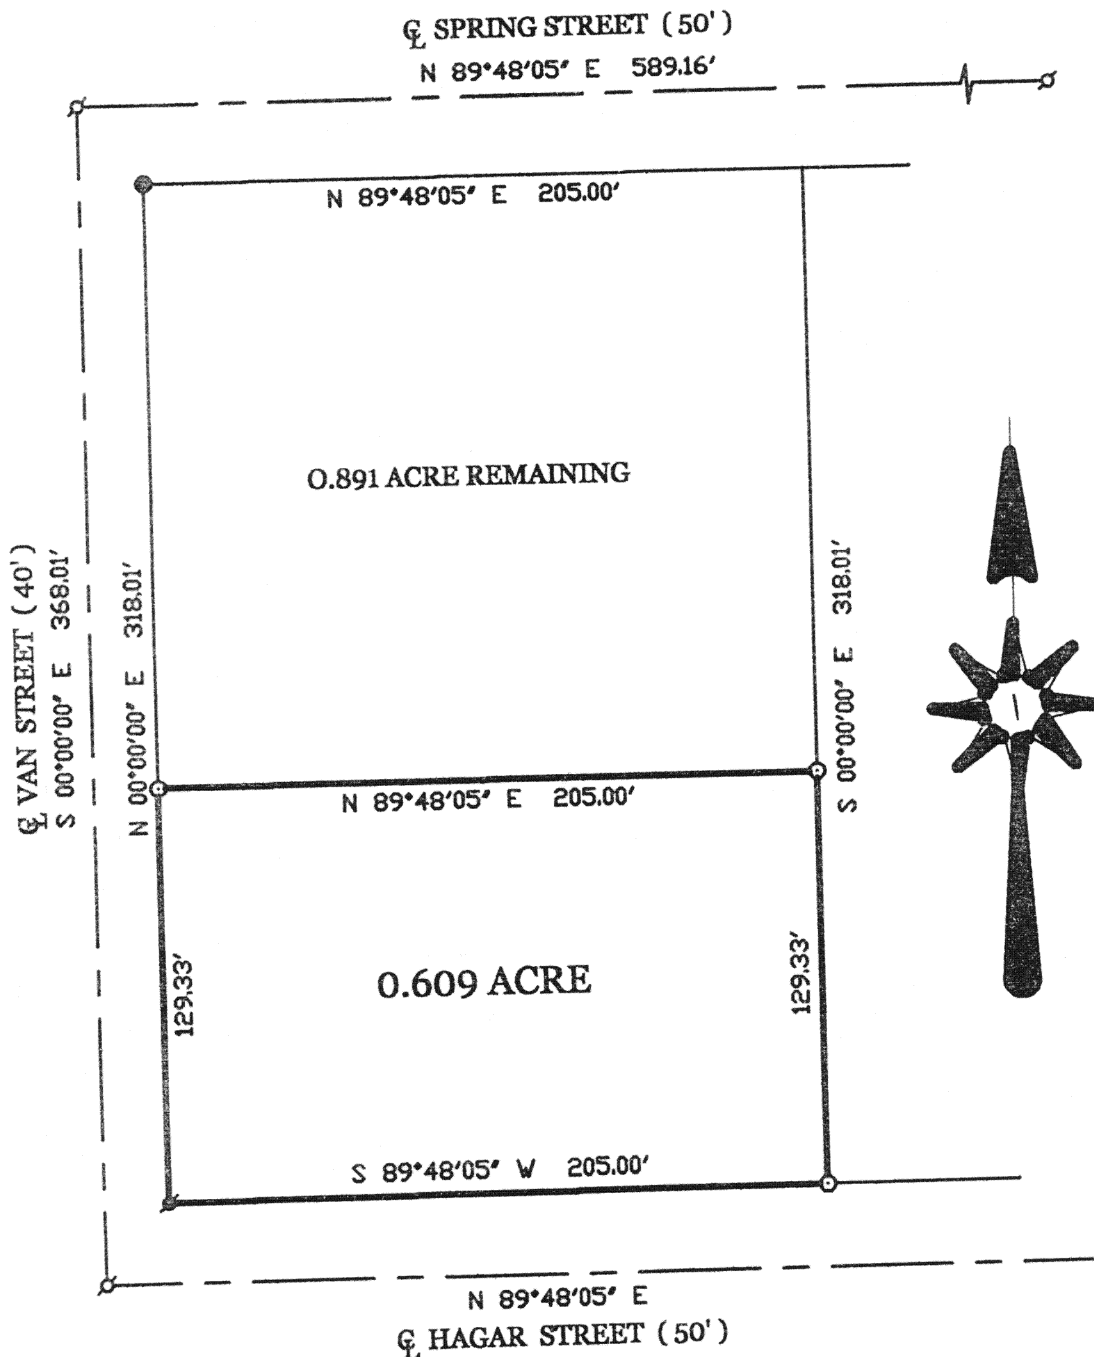 ℄ SPRING STREET (50')
N 89°48'05" E 589.16'
N 89°48'05" E 205.00'
0.891 ACRE REMAINING
℄ VAN STREET (40')
S 00°00'00" E 368.01'
N 00°00'00" E 318.01'
S 00°00'00" E 318.01'
N 89°48'05" E 205.00'
129.33'
0.609 ACRE
129.33'
S 89°48'05" W 205.00'
N 89°48'05" E
℄ HAGAR STREET (50')